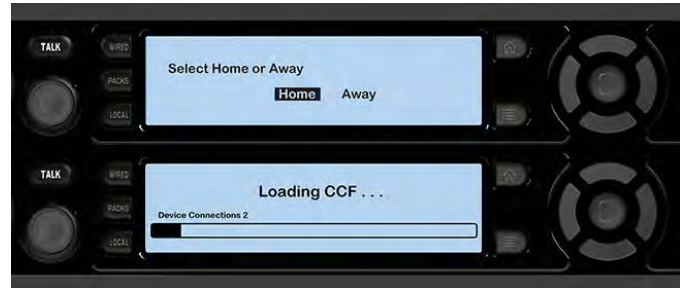 TALK
WIRED
PACKS
LOCAL
Select Home or Away
Home Away
TALK
WIRED
PACKS
LOCAL
Loading CCF . . .
Device Connections 2